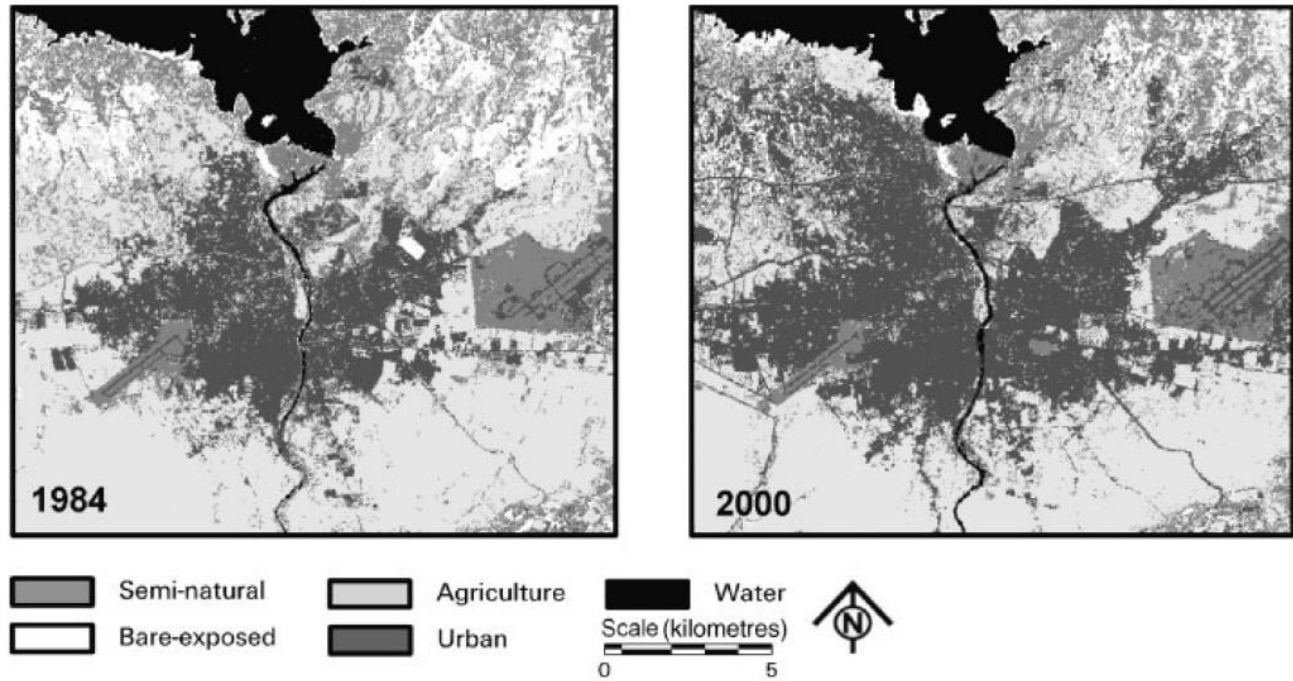 1984
2000
Semi-natural
Agriculture
Water
Bare-exposed
Urban
Scale (kilometres)
0 5
N